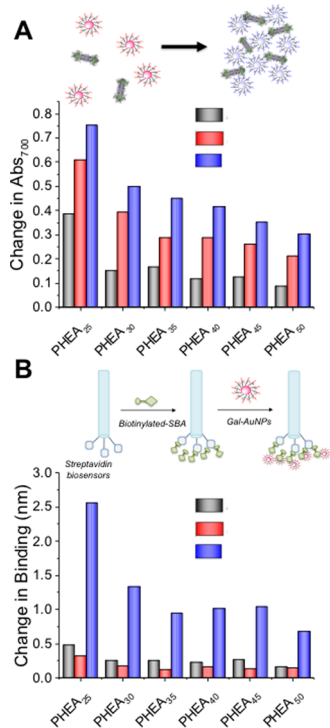 A
Change in Abs700
0.8
0.7
0.6
0.5
0.4
0.3
0.2
0.1
0.0
PHEA25
PHEA30
PHEA35
PHEA40
PHEA45
PHEA50
B
Biotinylated-SBA
Gal-AuNPs
Streptavidin
biosensors
Change in Binding (nm)
3.0
2.5
2.0
1.5
1.0
0.5
0.0
PHEA25
PHEA30
PHEA35
PHEA40
PHEA45
PHEA50